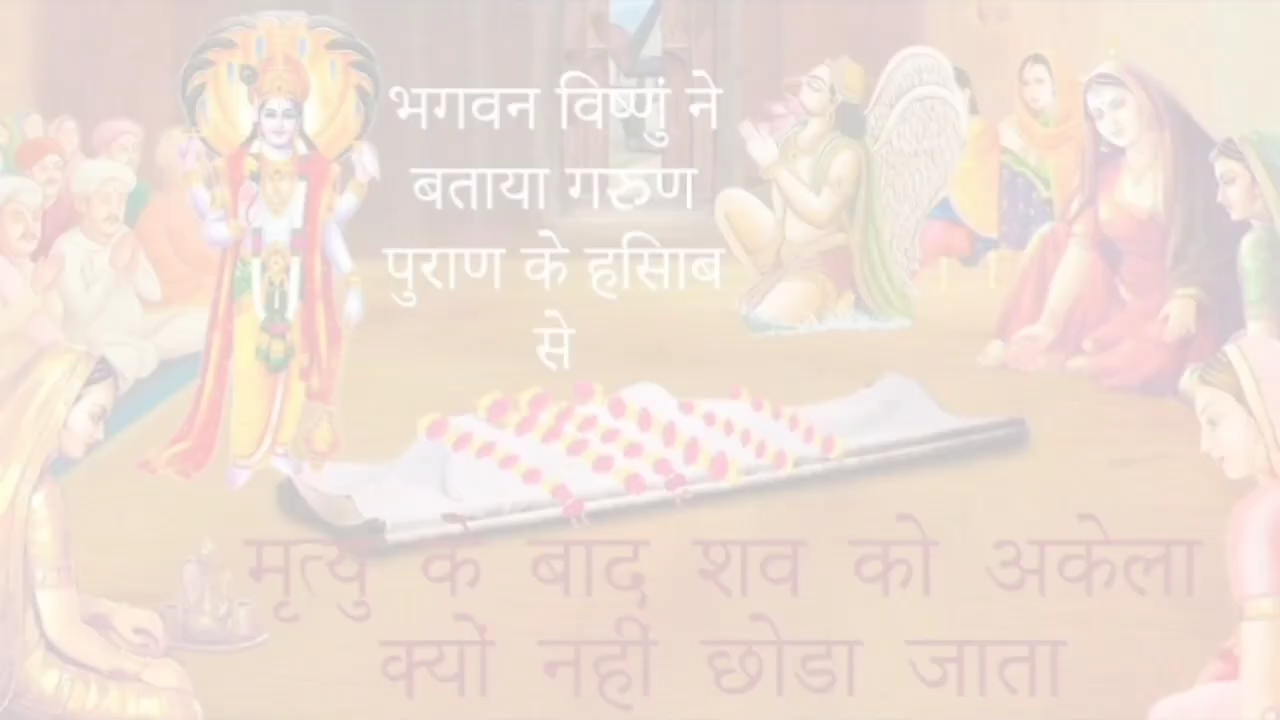 भगवन विष्णुं ने
बताया गरुण
पुराण के हसिाब
से
मृत्यु के बाद शव को अकेला
क्यों नहीं छोडा जाता